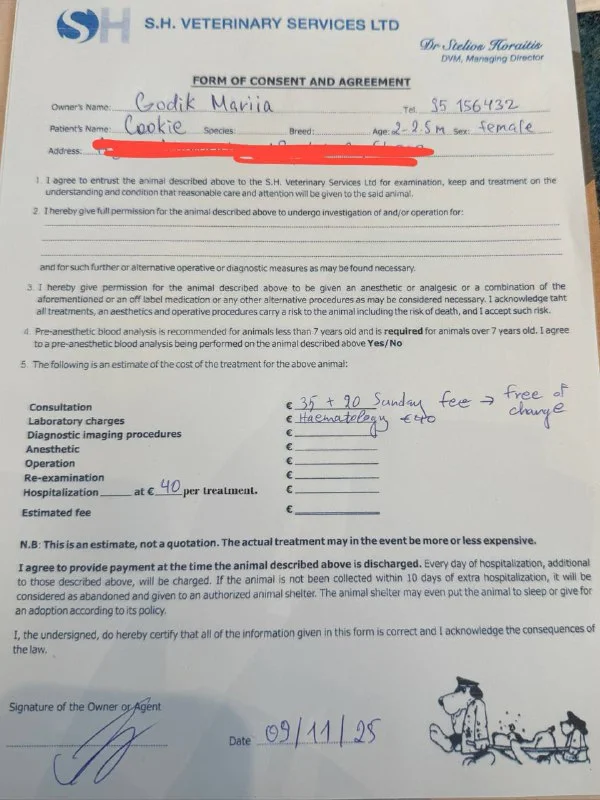 SH
S.H. VETERINARY SERVICES LTD
Dr Stelios Horaitis
DVM, Managing Director
FORM OF CONSENT AND AGREEMENT
Owner's Name: Godik Mariia Tel. 95 156432
Patient's Name: Cookie Species: Breed: Age: 2-2.5 M Sex: female
Address:
1. I agree to entrust the animal described above to the S.H. Veterinary Services Ltd for examination, keep and treatment on the
understanding and condition that reasonable care and attention will be given to the said animal.
2. I hereby give full permission for the animal described above to undergo investigation of and/or operation for:
and for such further or alternative operative or diagnostic measures as may be found necessary.
3. I hereby give permission for the animal described above to be given an anesthetic or analgesic or a combination of the
aforementioned or an off label medication or any other alternative procedures as may be considered necessary. I acknowledge taht
all treatments, an aesthetics and operative procedures carry a risk to the animal including the risk of death, and I accept such risk.
4. Pre-anesthetic blood analysis is recommended for animals less than 7 years old and is required for animals over 7 years old. I agree
to a pre-anesthetic blood analysis being performed on the animal described above Yes/No
5. The following is an estimate of the cost of the treatment for the above animal:
Consultation € 35 + 20 Sunday fee → free of charge
Laboratory charges € Haematology €40
Diagnostic imaging procedures €
Anesthetic €
Operation €
Re-examination €
Hospitalization at € 40 per treatment. €
Estimated fee €
N.B: This is an estimate, not a quotation. The actual treatment may in the event be more or less expensive.
I agree to provide payment at the time the animal described above is discharged. Every day of hospitalization, additional
to those described above, will be charged. If the animal is not been collected within 10 days of extra hospitalization, it will be
considered as abandoned and given to an authorized animal shelter. The animal shelter may even put the animal to sleep or give for
an adoption according to its policy.
I, the undersigned, do hereby certify that all of the information given in this form is correct and I acknowledge the consequences of
the law.
Signature of the Owner or Agent
Date 09/11/25